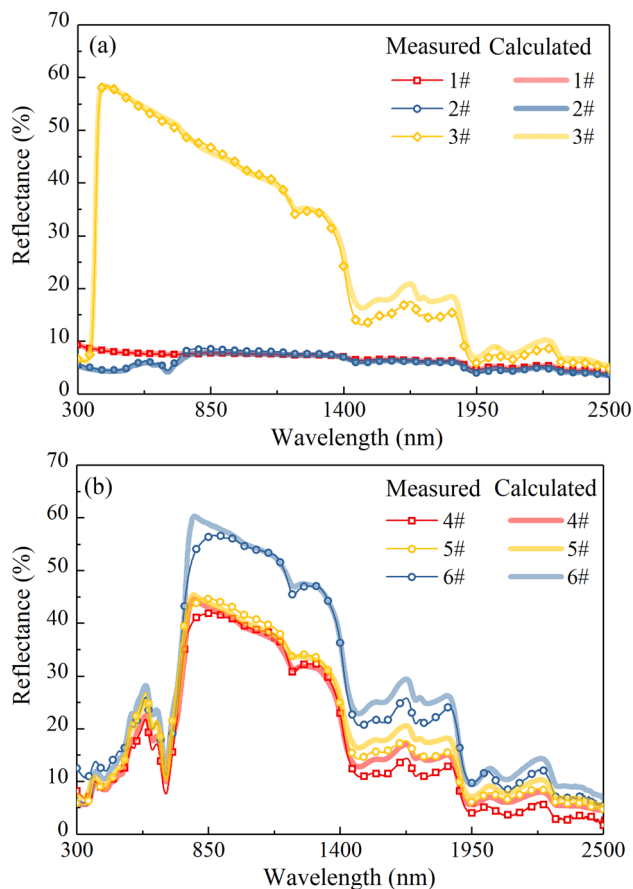 (a)
Measured Calculated
1# 1#
2# 2#
3# 3#
Reflectance (%)
70
60
50
40
30
20
10
0
300 850 1400 1950 2500
Wavelength (nm)
(b)
Measured Calculated
4# 4#
5# 5#
6# 6#
Reflectance (%)
70
60
50
40
30
20
10
0
300 850 1400 1950 2500
Wavelength (nm)